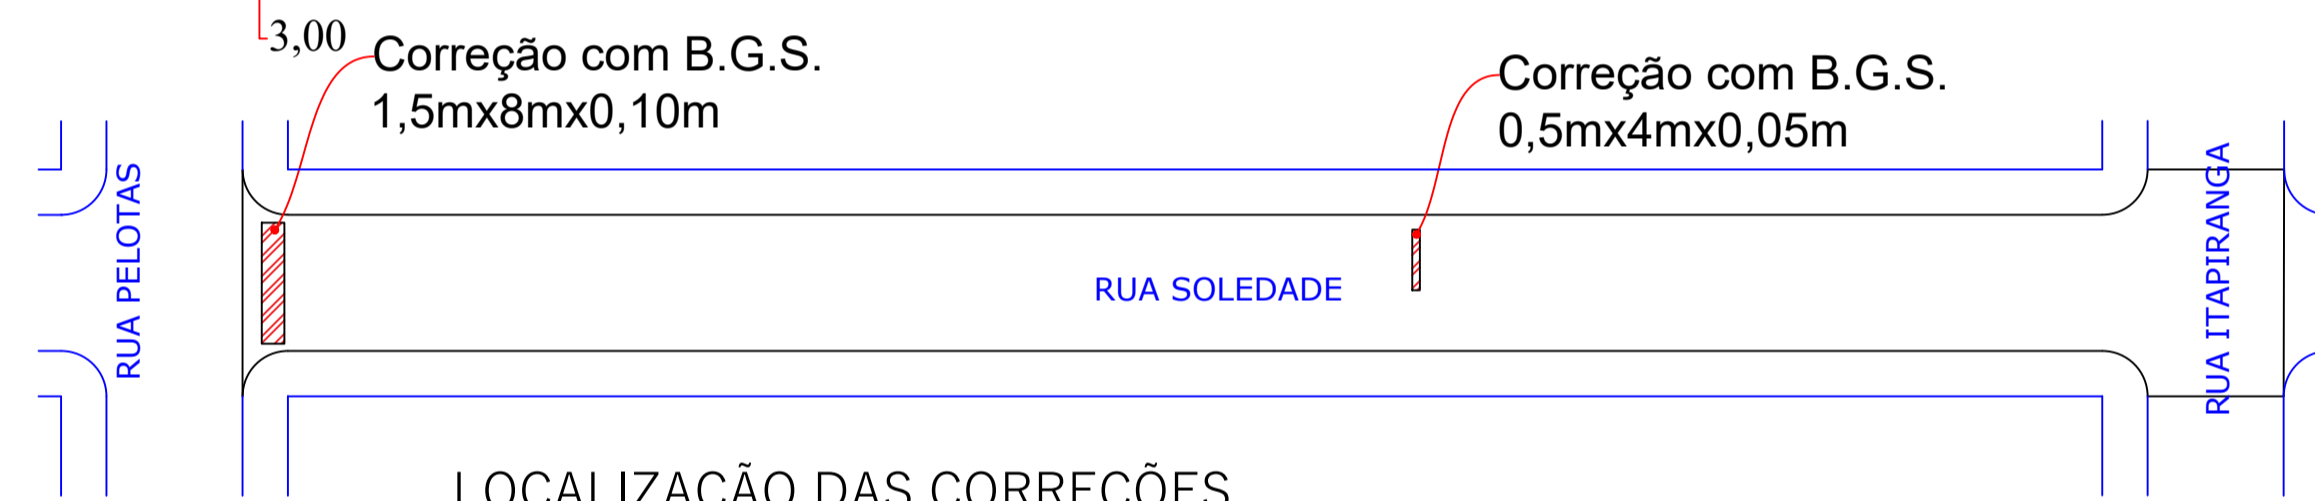 3,00
Correção com B.G.S.
1,5mx8mx0,10m
Correção com B.G.S.
0,5mx4mx0,05m
RUA PELOTAS
RUA SOLEDADE
RUA ITAPIRANGA
LOCALIZAÇÃO DAS CORREÇÕES